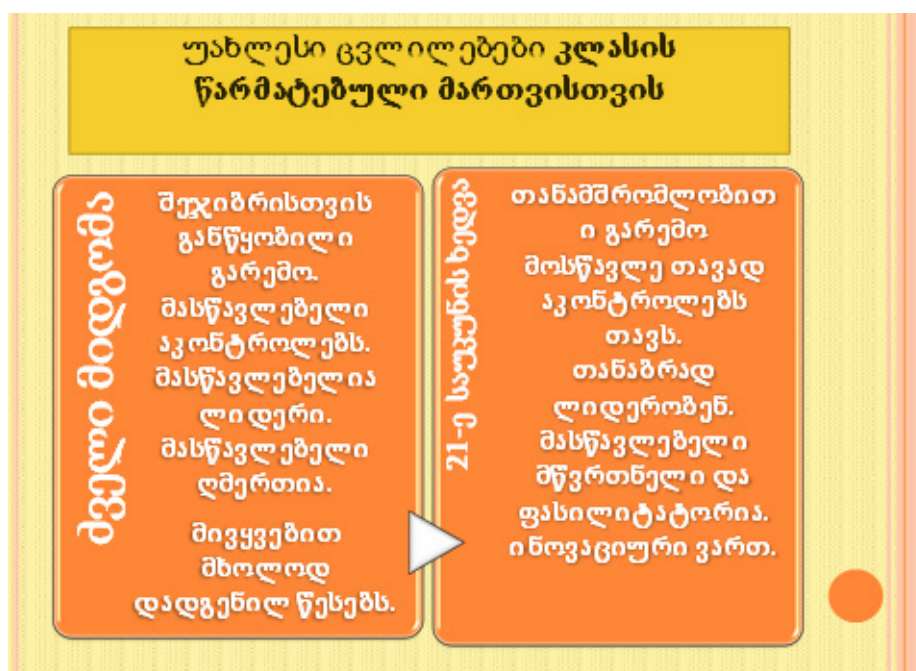 უახლესი ცვლილებები კლასის
წარმატებული მართვისთვის
ძველი მიდგომა
შეჯიბრისთვის
განწყობილი
გარემო.
მასწავლებელი
აკონტროლებს.
მასწავლებელია
ლიდერი.
მასწავლებელი
ღმერთია.
მივყვებით
მხოლოდ
დადგენილ წესებს.
21-ე საუკუნის ხედვა
თანამშრომლობით
ი გარემო
მოსწავლე თავად
აკონტროლებს
თავს.
თანაბრად
ლიდერობენ.
მასწავლებელი
მწვრთნელი და
ფასილიტატორია.
ინოვაციური ვართ.